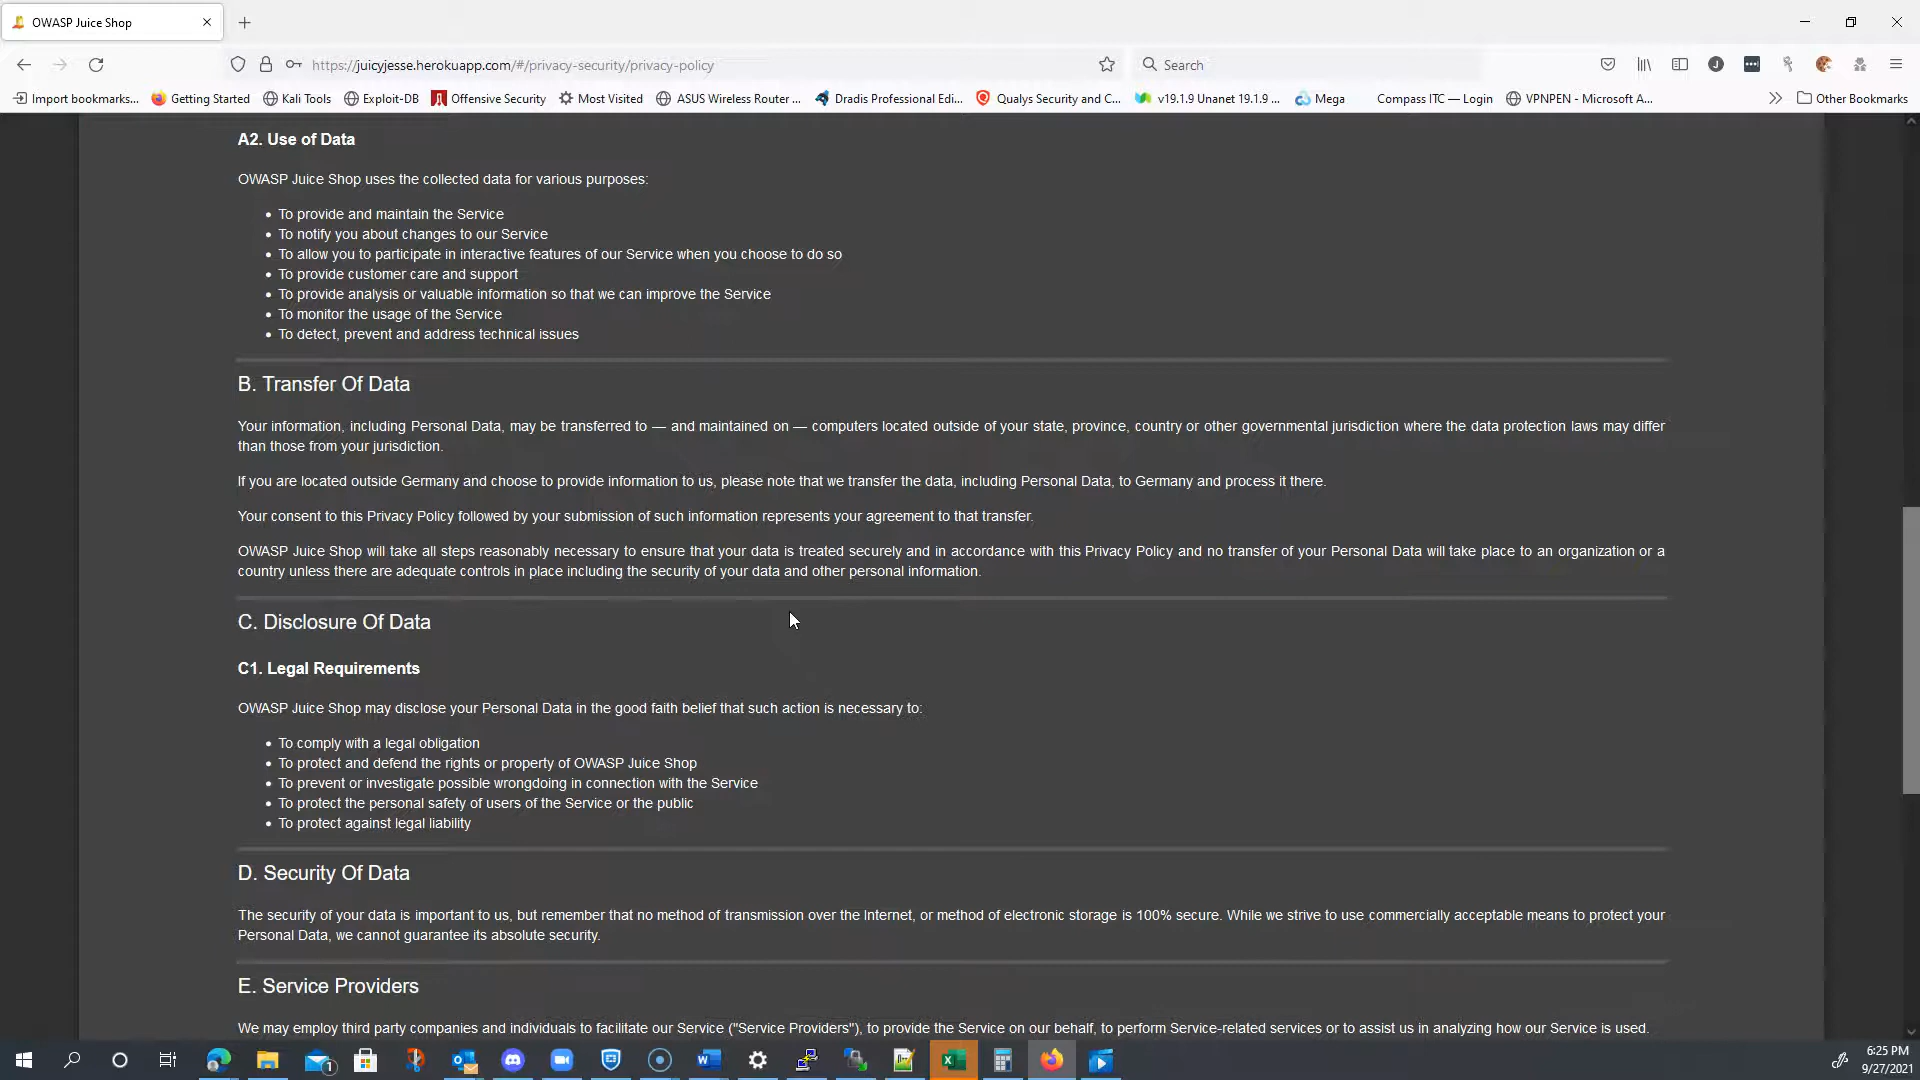 OWASP Juice Shop
https://juicyjesse.herokuapp.com/#/privacy-security/privacy-policy
Search
Import bookmarks...
Getting Started
Kali Tools
Exploit-DB
Offensive Security
Most Visited
ASUS Wireless Router ...
Dradis Professional Edi...
Qualys Security and C...
v19.1.9 Unanet 19.1.9 ...
Mega
Compass ITC — Login
VPNPEN - Microsoft A...
Other Bookmarks
A2. Use of Data
OWASP Juice Shop uses the collected data for various purposes:
• To provide and maintain the Service
• To notify you about changes to our Service
• To allow you to participate in interactive features of our Service when you choose to do so
• To provide customer care and support
• To provide analysis or valuable information so that we can improve the Service
• To monitor the usage of the Service
• To detect, prevent and address technical issues
B. Transfer Of Data
Your information, including Personal Data, may be transferred to — and maintained on — computers located outside of your state, province, country or other governmental jurisdiction where the data protection laws may differ
than those from your jurisdiction.
If you are located outside Germany and choose to provide information to us, please note that we transfer the data, including Personal Data, to Germany and process it there.
Your consent to this Privacy Policy followed by your submission of such information represents your agreement to that transfer.
OWASP Juice Shop will take all steps reasonably necessary to ensure that your data is treated securely and in accordance with this Privacy Policy and no transfer of your Personal Data will take place to an organization or a
country unless there are adequate controls in place including the security of your data and other personal information.
C. Disclosure Of Data
C1. Legal Requirements
OWASP Juice Shop may disclose your Personal Data in the good faith belief that such action is necessary to:
• To comply with a legal obligation
• To protect and defend the rights or property of OWASP Juice Shop
• To prevent or investigate possible wrongdoing in connection with the Service
• To protect the personal safety of users of the Service or the public
• To protect against legal liability
D. Security Of Data
The security of your data is important to us, but remember that no method of transmission over the Internet, or method of electronic storage is 100% secure. While we strive to use commercially acceptable means to protect your
Personal Data, we cannot guarantee its absolute security.
E. Service Providers
We may employ third party companies and individuals to facilitate our Service ("Service Providers"), to provide the Service on our behalf, to perform Service-related services or to assist us in analyzing how our Service is used.
6:25 PM
9/27/2021